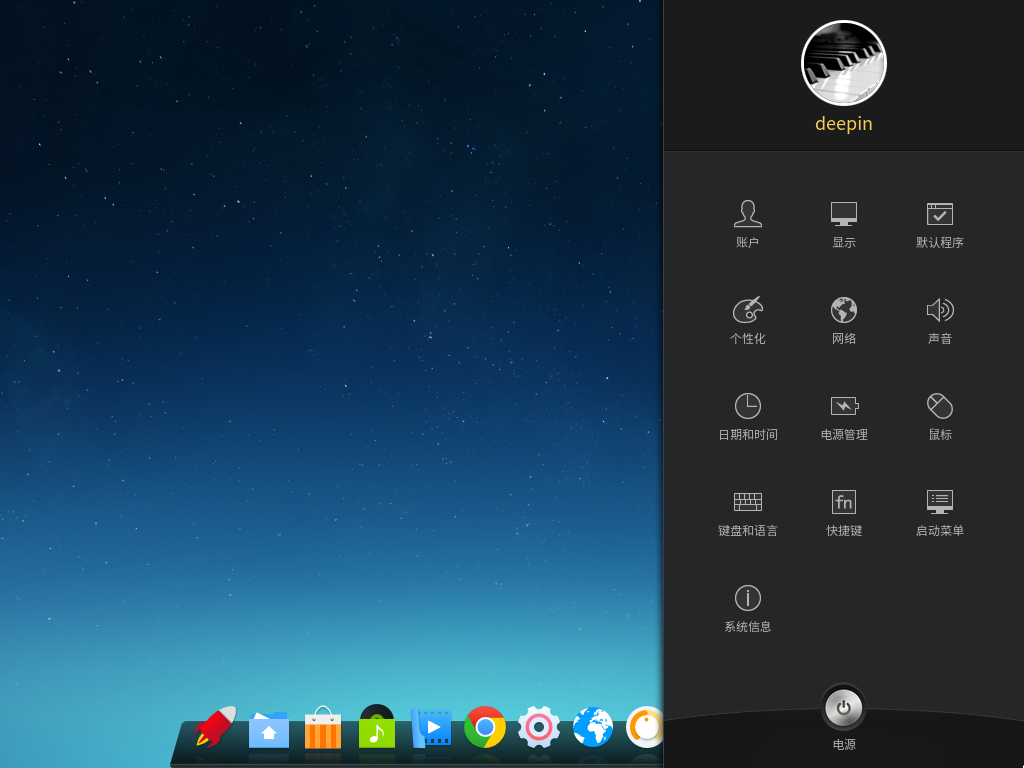 deepin
账户
显示
默认程序
个性化
网络
声音
日期和时间
电源管理
鼠标
键盘和语言
fn
快捷键
启动菜单
系统信息
电源